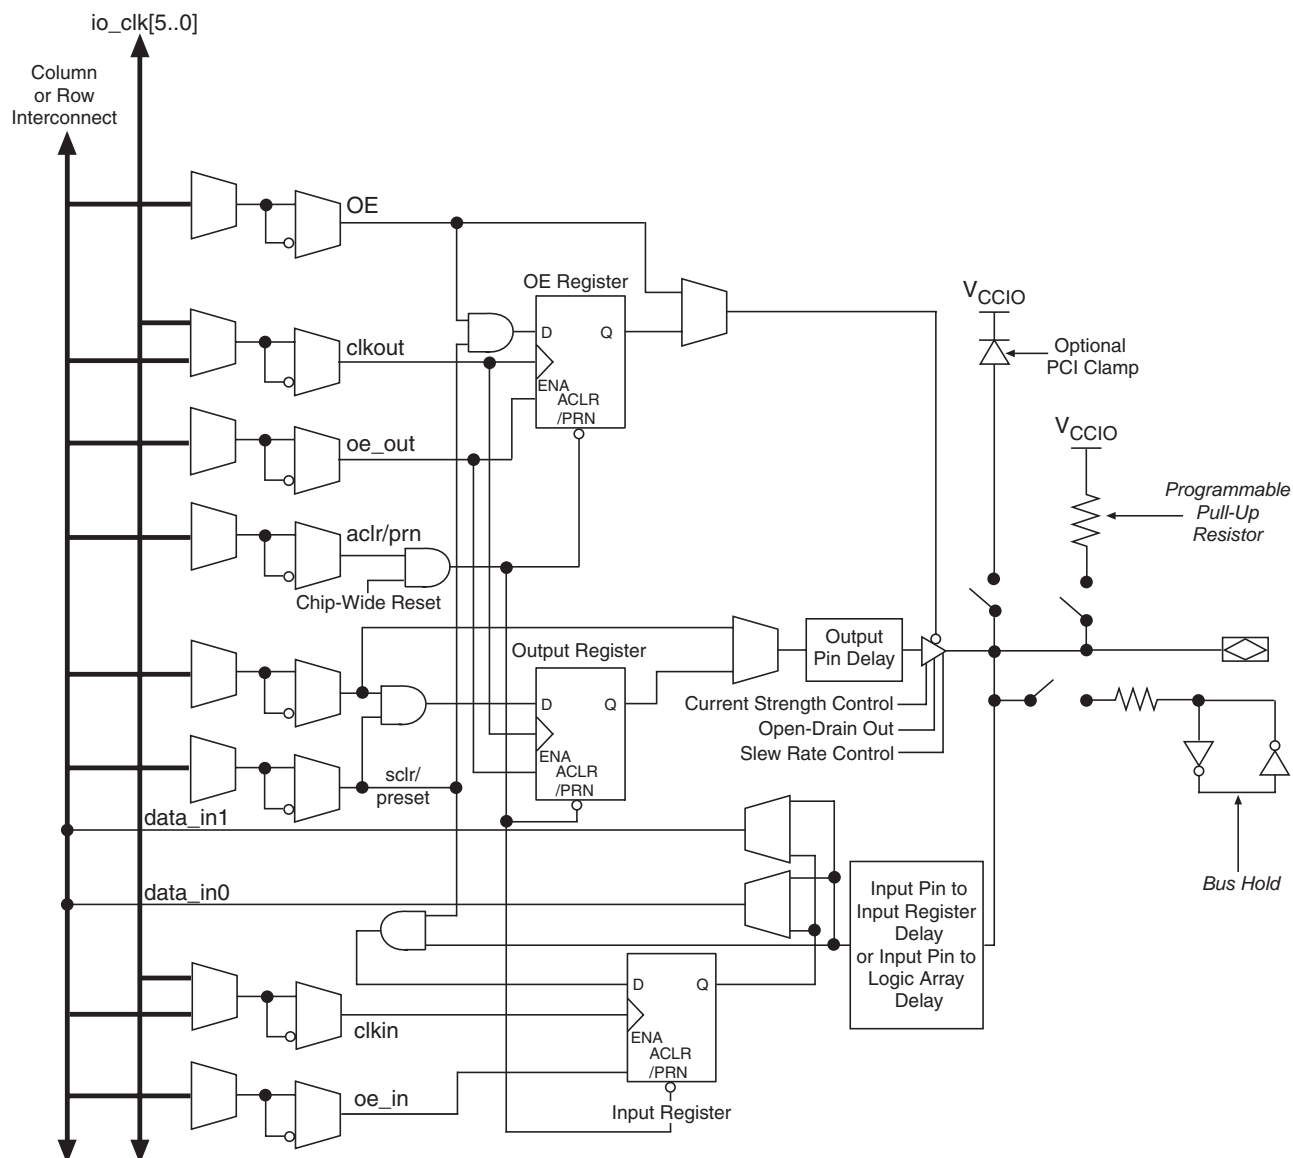 io_clk[5..0]
Column
or Row
Interconnect
OE
OE Register
D
Q
ENA
ACLR
/PRN
clkout
oe_out
aclr/prn
Chip-Wide Reset
V_CCIO
Optional
PCI Clamp
V_CCIO
Programmable
Pull-Up
Resistor
Output Register
D
Q
ENA
ACLR
/PRN
Output
Pin Delay
Current Strength Control
Open-Drain Out
Slew Rate Control
sclr/
preset
data_in1
data_in0
Bus Hold
Input Pin to
Input Register
Delay
or Input Pin to
Logic Array
Delay
D
Q
ENA
ACLR
/PRN
clkin
oe_in
Input Register